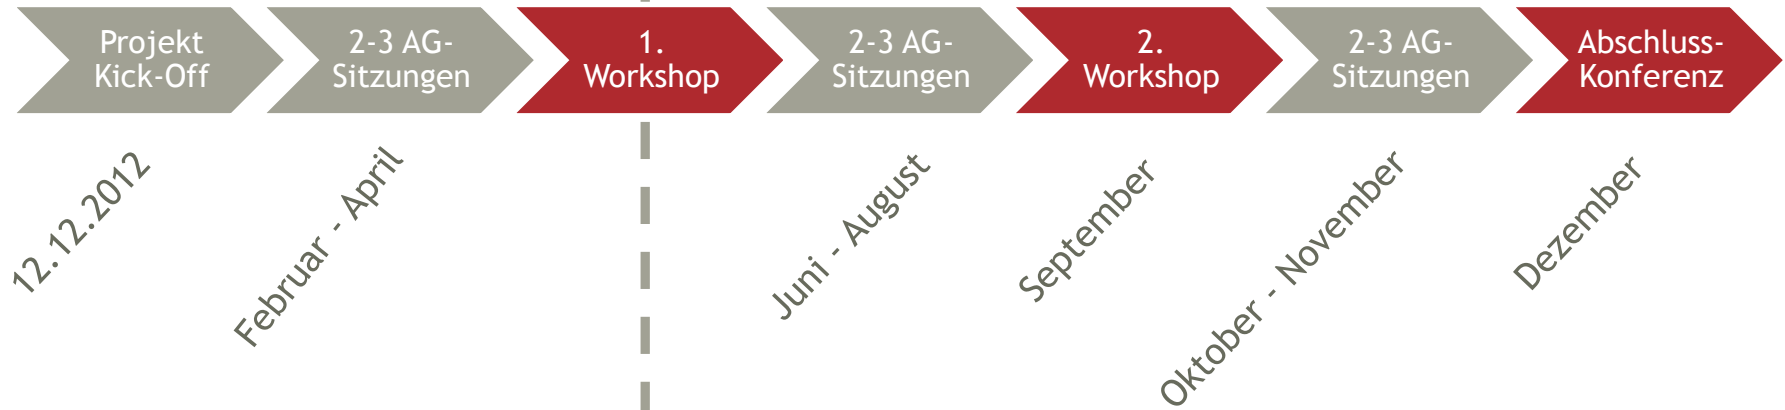 Projekt
Kick-Off
2-3 AG-
Sitzungen
1.
Workshop
2-3 AG-
Sitzungen
2.
Workshop
2-3 AG-
Sitzungen
Abschluss-
Konferenz
12.12.2012
Februar - April
Juni - August
September
Oktober - November
Dezember